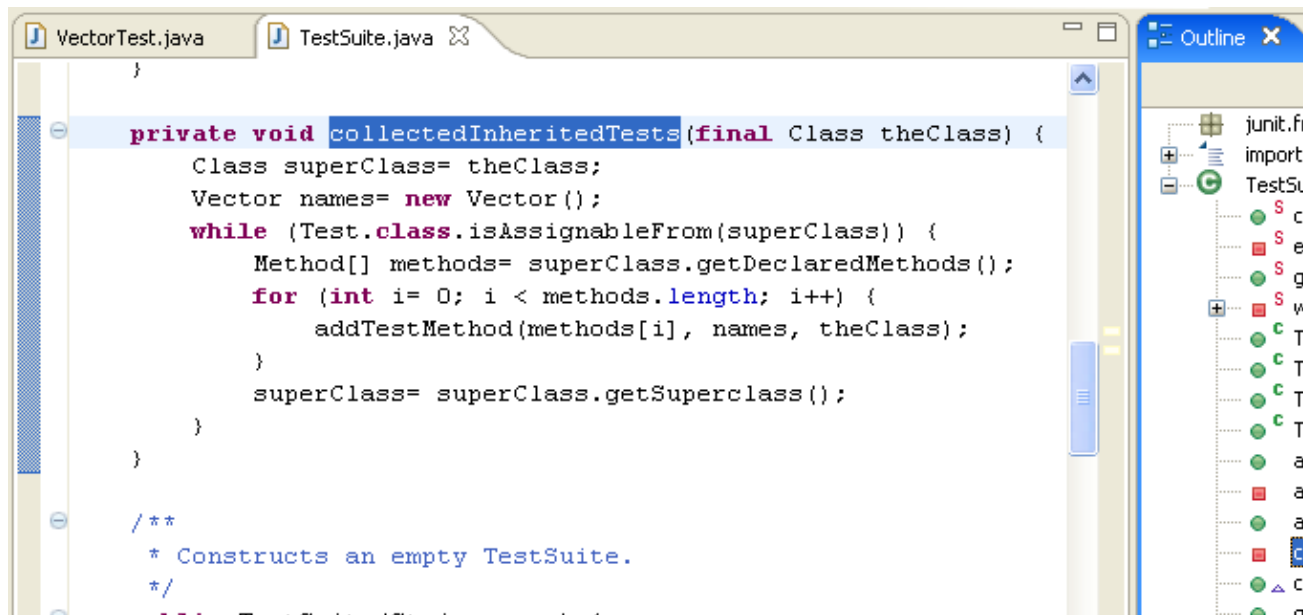 VectorTest.java
TestSuite.java
}
private void collectedInheritedTests(final Class theClass) {
Class superClass= theClass;
Vector names= new Vector();
while (Test.class.isAssignableFrom(superClass)) {
Method[] methods= superClass.getDeclaredMethods();
for (int i= 0; i < methods.length; i++) {
addTestMethod(methods[i], names, theClass);
}
superClass= superClass.getSuperclass();
}
}
/**
* Constructs an empty TestSuite.
*/
Outline
junit.fr
import
TestSu
S c
S e
S g
S w
C T
C T
C T
C T
a
a
a
c
c